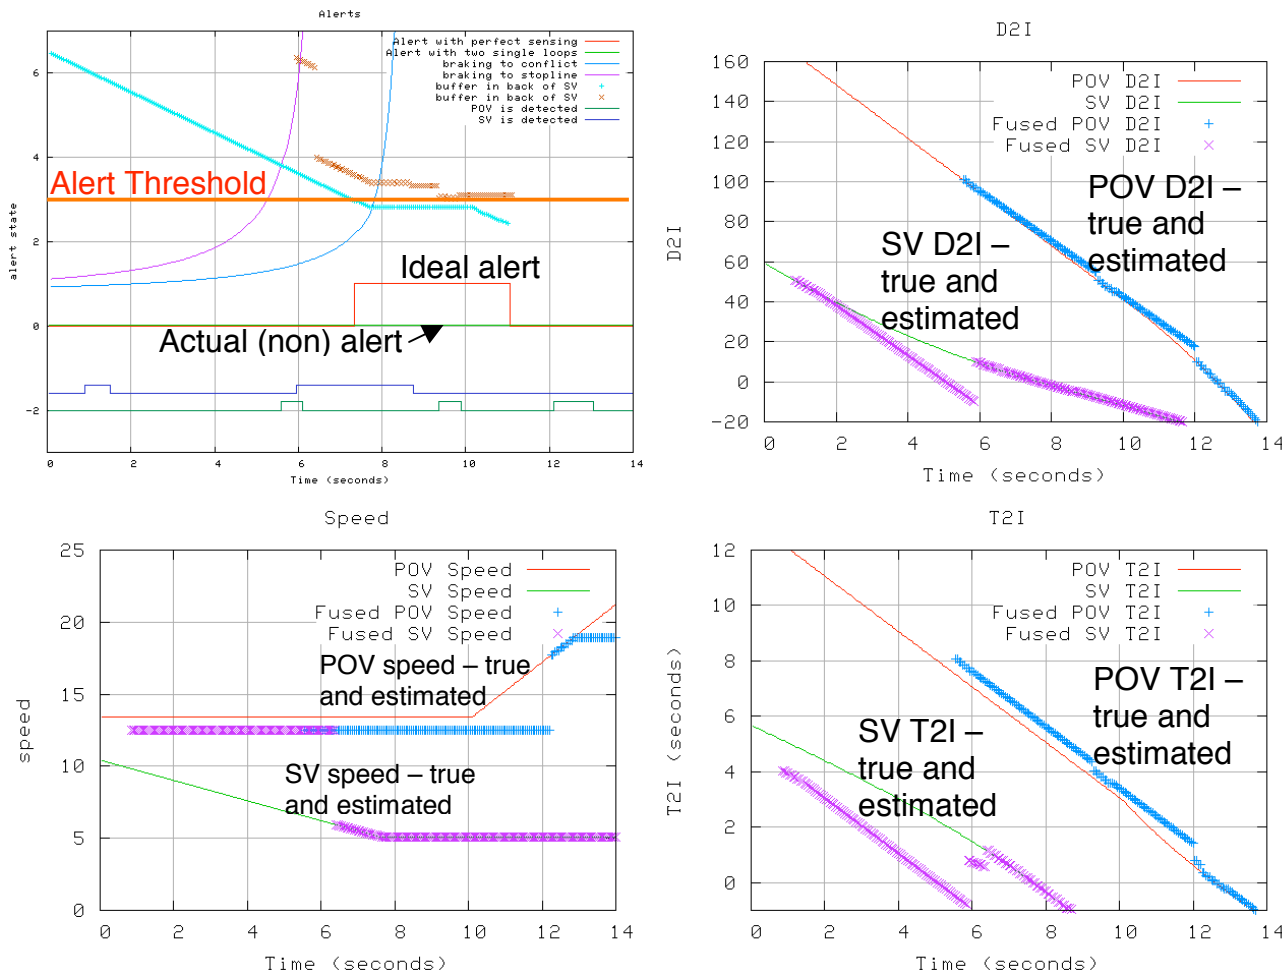 Alerts
Alert with perfect sensing
Alert with two single loops
braking to conflict
braking to stopline
buffer in back of SV
buffer in back of SV
POV is detected
SV is detected
Alert Threshold
Ideal alert
Actual (non) alert
alert state
6
4
2
0
-2
0 2 4 6 8 10 12 14
Time (seconds)
D2I
POV D2I
SV D2I
Fused POV D2I
Fused SV D2I
POV D2I –
true and
estimated
SV D2I –
true and
estimated
D2I
160
140
120
100
80
60
40
20
0
-20
0 2 4 6 8 10 12 14
Time (seconds)
Speed
POV Speed
SV Speed
Fused POV Speed
Fused SV Speed
POV speed – true
and estimated
SV speed – true
and estimated
speed
25
20
15
10
5
0
0 2 4 6 8 10 12 14
Time (seconds)
T2I
POV T2I
SV T2I
Fused POV T2I
Fused SV T2I
POV T2I –
true and
estimated
SV T2I –
true and
estimated
T2I (seconds)
12
10
8
6
4
2
0
0 2 4 6 8 10 12 14
Time (seconds)